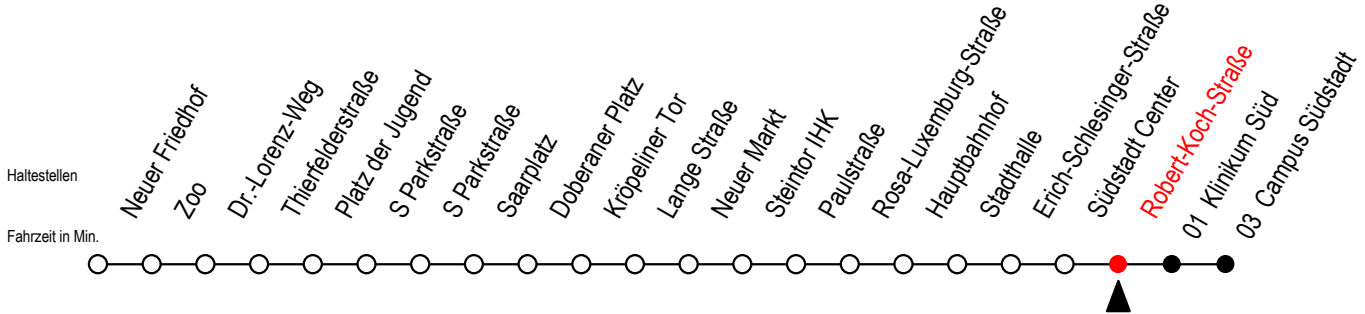 Haltestellen
Fahrzeit in Min.
Neuer Friedhof
Zoo
Dr.-Lorenz-Weg
Thierfelderstraße
Platz der Jugend
S Parkstraße
S Parkstraße
Saarplatz
Doberaner Platz
Kröpeliner Tor
Lange Straße
Neuer Markt
Steintor IHK
Paulstraße
Rosa-Luxemburg-Straße
Hauptbahnhof
Stadthalle
Erich-Schlesinger-Straße
Südstadt Center
Robert-Koch-Straße
01 Klinikum Süd
03 Campus Südstadt